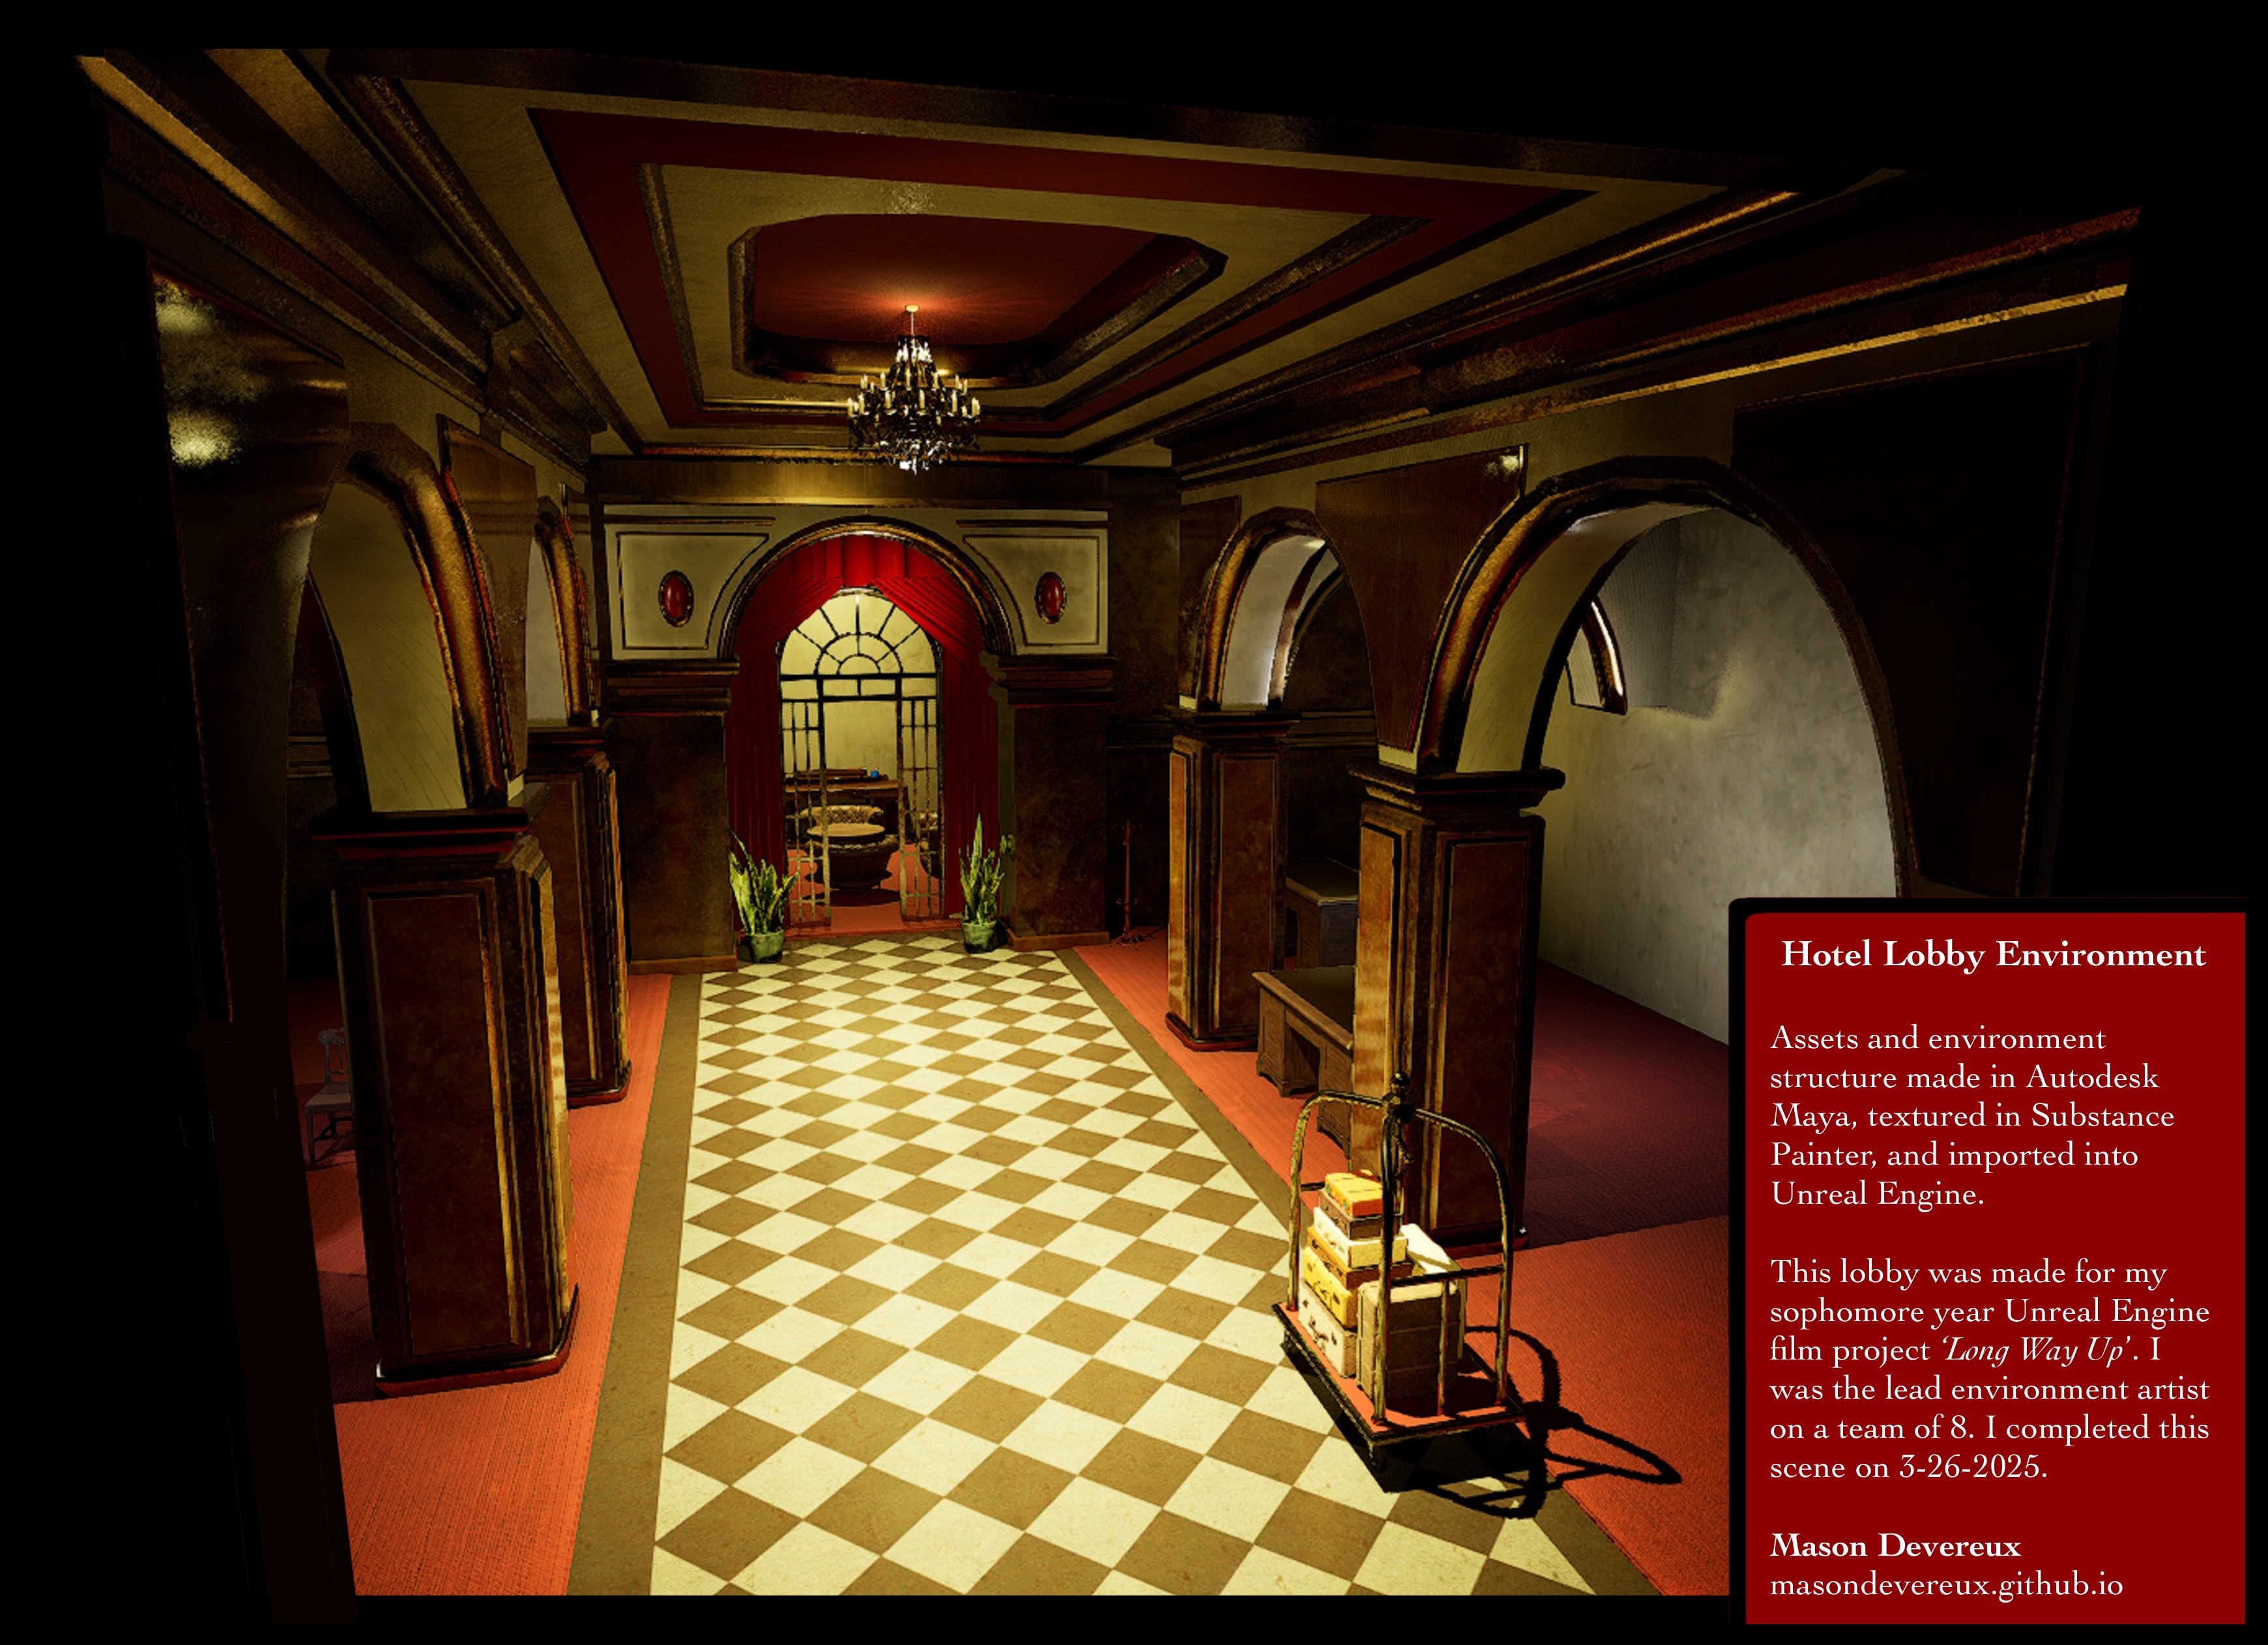 Hotel Lobby Environment
Assets and environment
structure made in Autodesk
Maya, textured in Substance
Painter, and imported into
Unreal Engine.
This lobby was made for my
sophomore year Unreal Engine
film project ‘Long Way Up’. I
was the lead environment artist
on a team of 8. I completed this
scene on 3-26-2025.
Mason Devereux
masondevereux.github.io